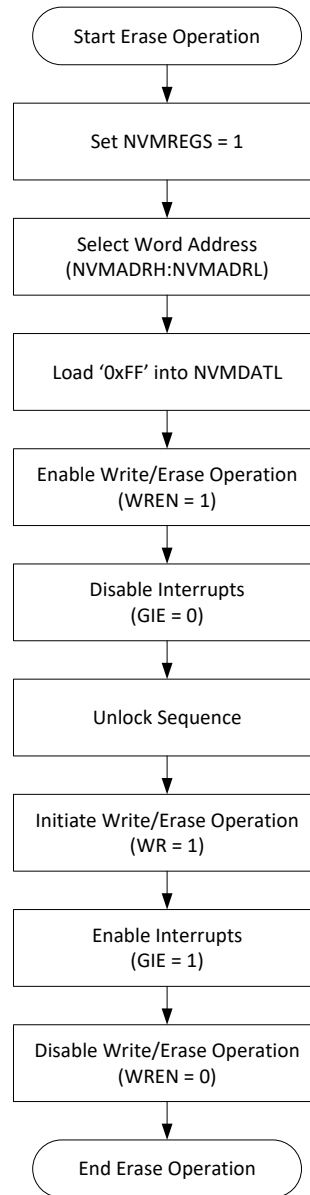 Start Erase Operation
Set NVMREGS = 1
Select Word Address
(NVMADRH:NVMADRL)
Load ‘0xFF’ into NVMDATL
Enable Write/Erase Operation
(WREN = 1)
Disable Interrupts
(GIE = 0)
Unlock Sequence
Initiate Write/Erase Operation
(WR = 1)
Enable Interrupts
(GIE = 1)
Disable Write/Erase Operation
(WREN = 0)
End Erase Operation